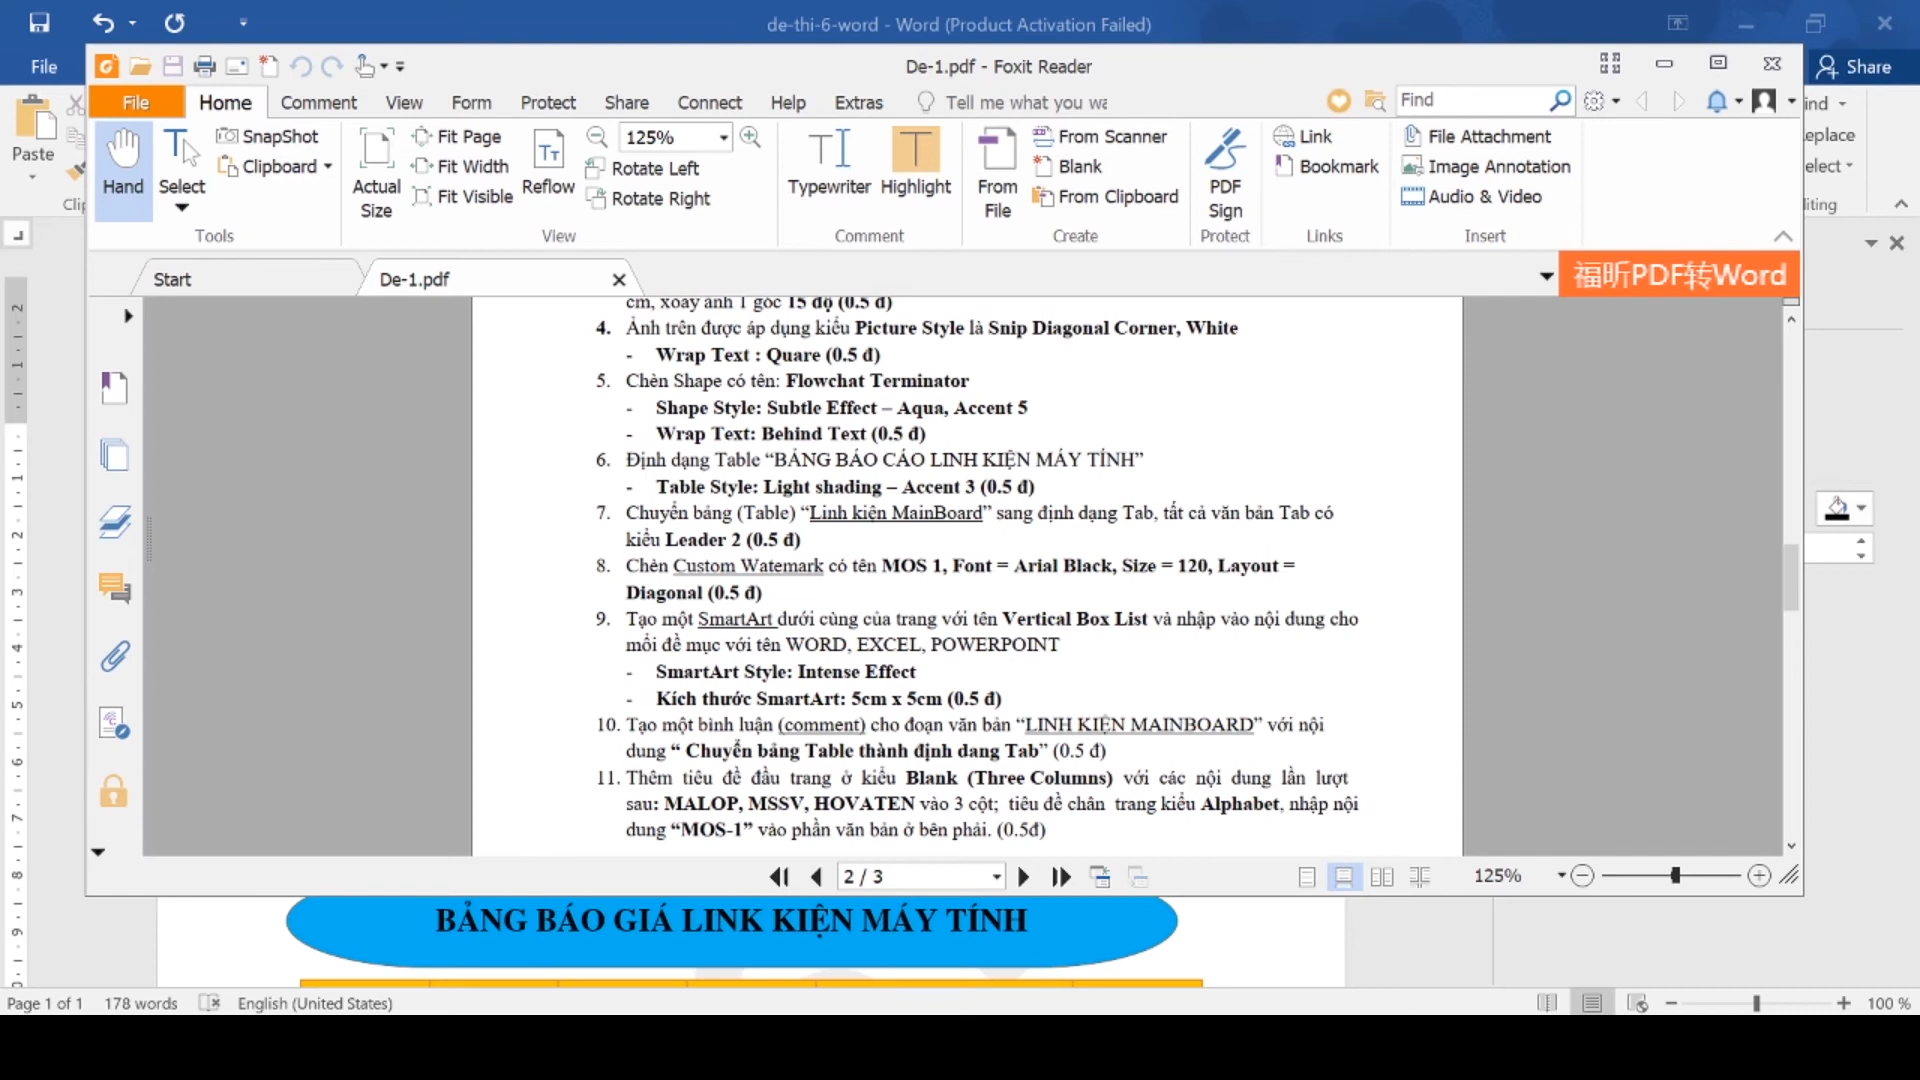 de-thi-6-word - Word (Product Activation Failed)
File
Share
De-1.pdf - Foxit Reader
File Home Comment View Form Protect Share Connect Help Extras Tell me what you wa Find
Paste
Hand
Select
SnapShot
Clipboard
Tools
Actual Size
Fit Page
Fit Width
Fit Visible
Reflow
125%
Rotate Left
Rotate Right
View
Typewriter
Highlight
Comment
From File
From Scanner
Blank
From Clipboard
Create
PDF Sign
Protect
Link
Bookmark
Links
File Attachment
Image Annotation
Audio & Video
Insert
Start
De-1.pdf
福昕PDF转Word
cm, xoay ảnh 1 góc 15 độ (0.5 đ)
4. Ảnh trên được áp dụng kiểu Picture Style là Snip Diagonal Corner, White
- Wrap Text : Quare (0.5 đ)
5. Chèn Shape có tên: Flowchat Terminator
- Shape Style: Subtle Effect – Aqua, Accent 5
- Wrap Text: Behind Text (0.5 đ)
6. Định dạng Table “BẢNG BÁO CÁO LINH KIỆN MÁY TÍNH”
- Table Style: Light shading – Accent 3 (0.5 đ)
7. Chuyển bảng (Table) “Linh kiện MainBoard” sang định dạng Tab, tất cả văn bản Tab có
kiểu Leader 2 (0.5 đ)
8. Chèn Custom Watemark có tên MOS 1, Font = Arial Black, Size = 120, Layout =
Diagonal (0.5 đ)
9. Tạo một SmartArt dưới cùng của trang với tên Vertical Box List và nhập vào nội dung cho
mỗi đề mục với tên WORD, EXCEL, POWERPOINT
- SmartArt Style: Intense Effect
- Kích thước SmartArt: 5cm x 5cm (0.5 đ)
10. Tạo một bình luận (comment) cho đoạn văn bản “LINH KIỆN MAINBOARD” với nội
dung “ Chuyển bảng Table thành định dang Tab” (0.5 đ)
11. Thêm tiêu đề đầu trang ở kiểu Blank (Three Columns) với các nội dung lần lượt
sau: MALOP, MSSV, HOVATEN vào 3 cột; tiêu đề chân trang kiểu Alphabet, nhập nội
dung “MOS-1” vào phần văn bản ở bên phải. (0.5đ)
2 / 3
125%
BẢNG BÁO GIÁ LINK KIỆN MÁY TÍNH
Page 1 of 1 178 words English (United States)
100 %